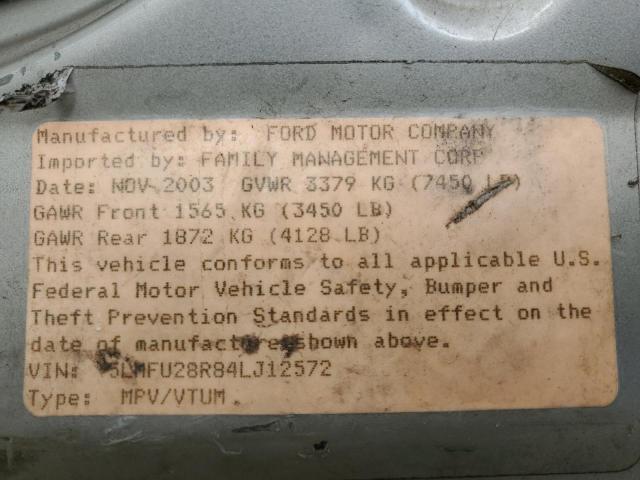 Manufactured by: FORD MOTOR COMPANY
Imported by: FAMILY MANAGEMENT CORP
Date: NOV 2003 GVWR 3379 KG (7450 LB)
GAWR Front 1565 KG (3450 LB)
GAWR Rear 1872 KG (4128 LB)
This vehicle conforms to all applicable U.S.
Federal Motor Vehicle Safety, Bumper and
Theft Prevention Standards in effect on the
date of manufacture shown above.
VIN: 5LMFU28R84LJ12572
Type: MPV/VTUM